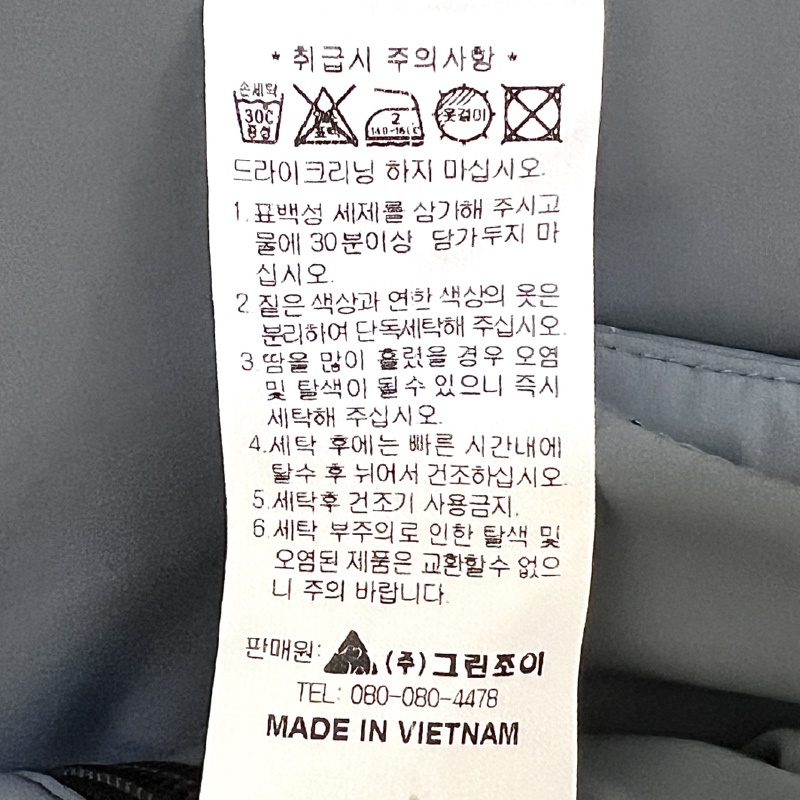 * 취급시 주의사항 *
손세탁
30℃
중성
표백
2
140-160℃
옷걸이
드라이크리닝 하지 마십시오.
1. 표백성 세제를 삼가해 주시고
물에 30분이상 담가두지 마
십시오.
2. 짙은 색상과 연한 색상의 옷은
분리하여 단독세탁해 주십시오.
3. 땀을 많이 흘렸을 경우 오염
및 탈색이 될수 있으니 즉시
세탁해 주십시오.
4. 세탁 후에는 빠른 시간내에
탈수 후 뉘어서 건조하십시오.
5. 세탁후 건조기 사용금지.
6. 세탁 부주의로 인한 탈색 및
오염된 제품은 교환할수 없으
니 주의 바랍니다.
판매원: (주)그린조이
TEL: 080-080-4478
MADE IN VIETNAM